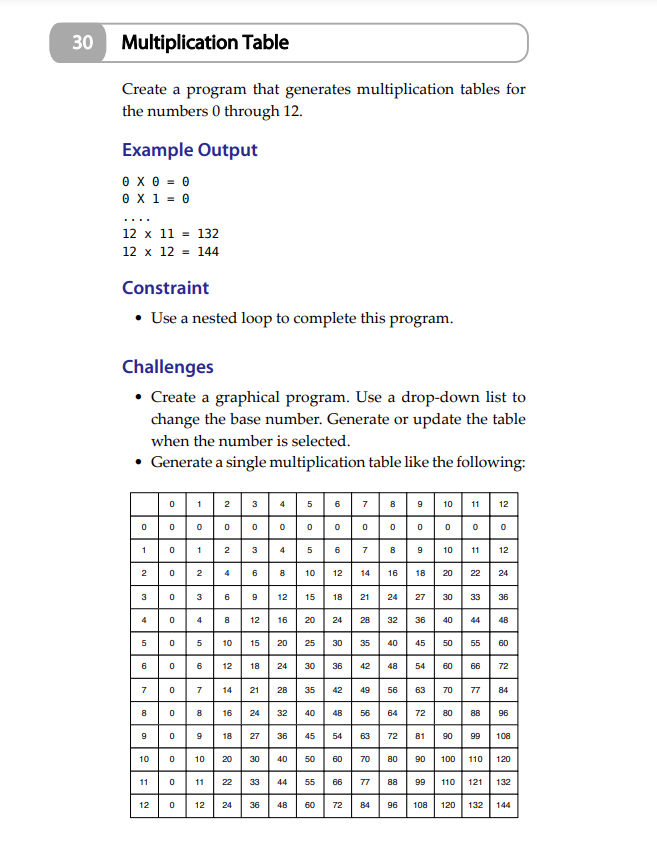 30 Multiplication Table
Create a program that generates multiplication tables for
the numbers 0 through 12.
Example Output
0 X 0 = 0
0 X 1 = 0
....
12 x 11 = 132
12 x 12 = 144
Constraint
• Use a nested loop to complete this program.
Challenges
• Create a graphical program. Use a drop-down list to
change the base number. Generate or update the table
when the number is selected.
• Generate a single multiplication table like the following:
0 1 2 3 4 5 6 7 8 9 10 11 12
0 0 0 0 0 0 0 0 0 0 0 0 0 0
1 0 1 2 3 4 5 6 7 8 9 10 11 12
2 0 2 4 6 8 10 12 14 16 18 20 22 24
3 0 3 6 9 12 15 18 21 24 27 30 33 36
4 0 4 8 12 16 20 24 28 32 36 40 44 48
5 0 5 10 15 20 25 30 35 40 45 50 55 60
6 0 6 12 18 24 30 36 42 48 54 60 66 72
7 0 7 14 21 28 35 42 49 56 63 70 77 84
8 0 8 16 24 32 40 48 56 64 72 80 88 96
9 0 9 18 27 36 45 54 63 72 81 90 99 108
10 0 10 20 30 40 50 60 70 80 90 100 110 120
11 0 11 22 33 44 55 66 77 88 99 110 121 132
12 0 12 24 36 48 60 72 84 96 108 120 132 144